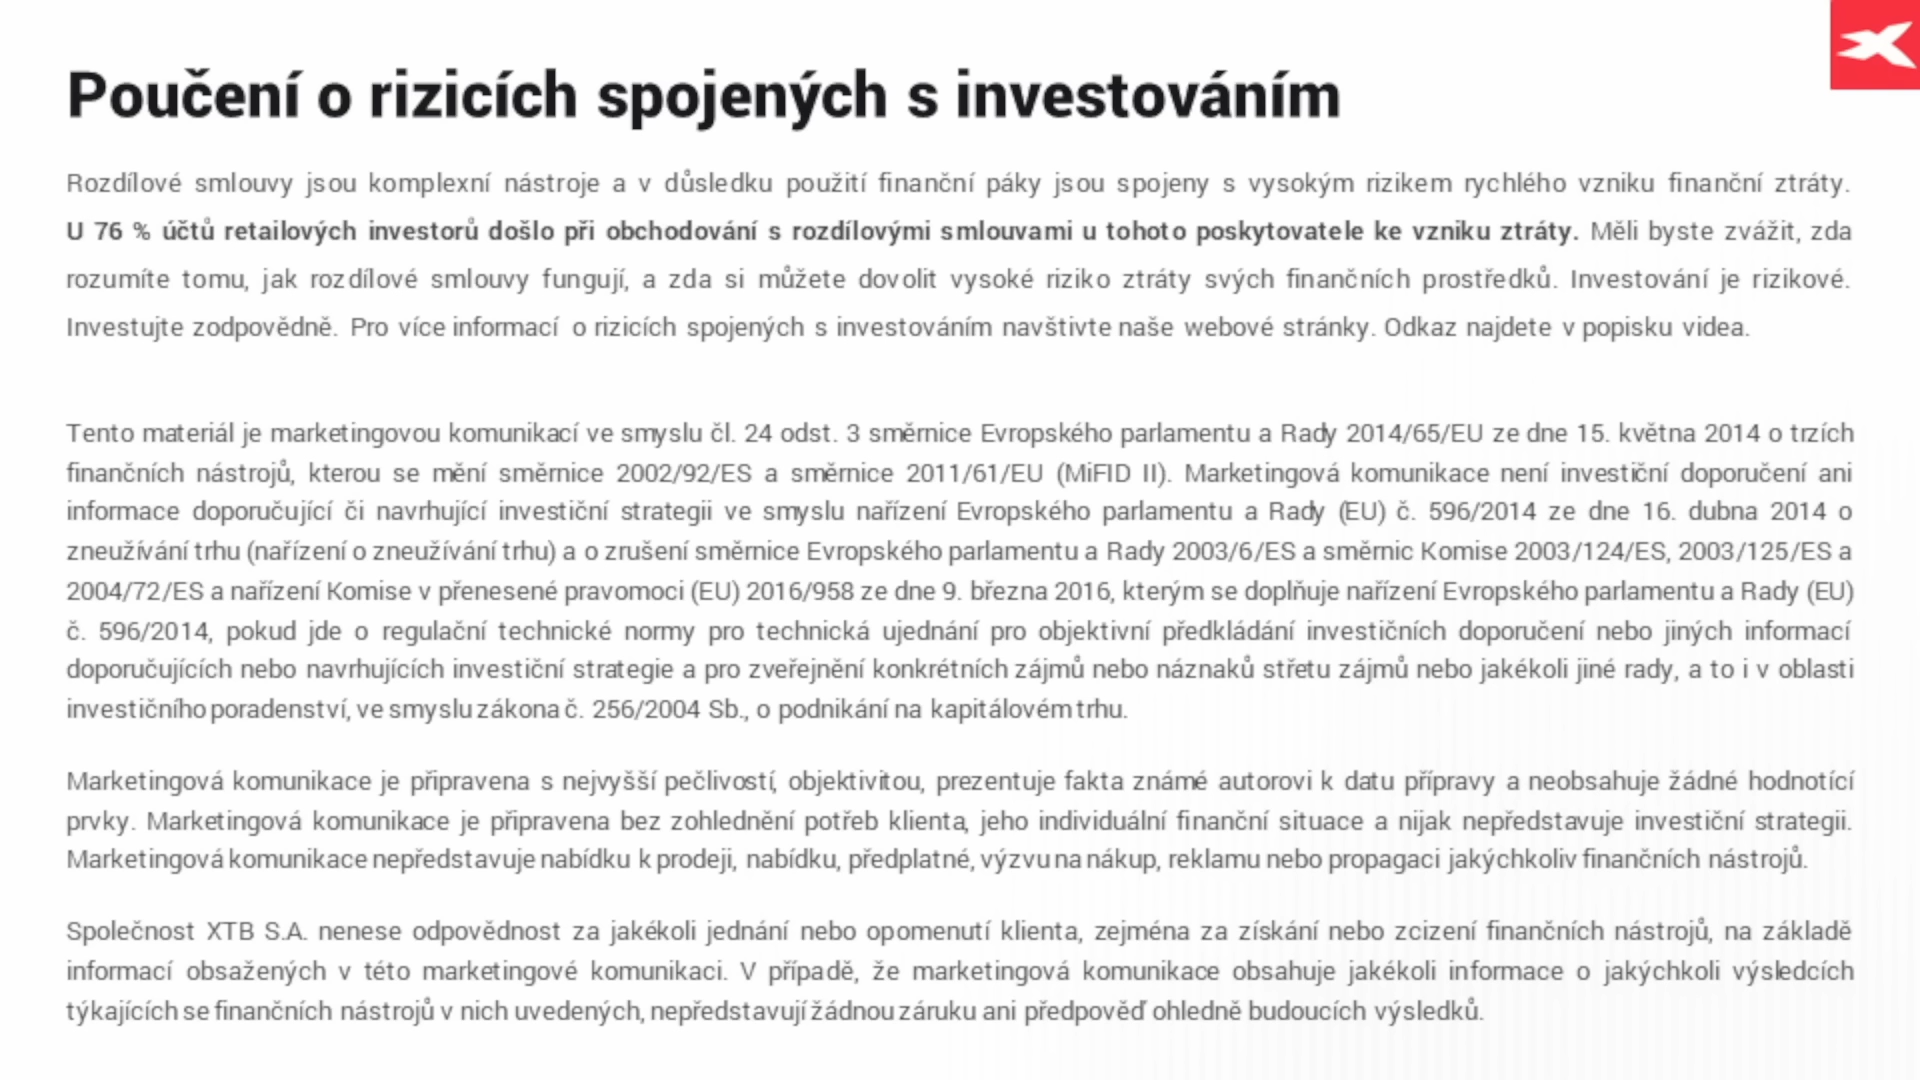 Poučení o rizicích spojených s investováním
Rozdílové smlouvy jsou komplexní nástroje a v důsledku použití finanční páky jsou spojeny s vysokým rizikem rychlého vzniku finanční ztráty.
U 76 % účtů retailových investorů došlo při obchodování s rozdílovými smlouvami u tohoto poskytovatele ke vzniku ztráty. Měli byste zvážit, zda
rozumíte tomu, jak rozdílové smlouvy fungují, a zda si můžete dovolit vysoké riziko ztráty svých finančních prostředků. Investování je rizikové.
Investujte zodpovědně. Pro více informací o rizicích spojených s investováním navštivte naše webové stránky. Odkaz najdete v popisku videa.
Tento materiál je marketingovou komunikací ve smyslu čl. 24 odst. 3 směrnice Evropského parlamentu a Rady 2014/65/EU ze dne 15. května 2014 o trzích
finančních nástrojů, kterou se mění směrnice 2002/92/ES a směrnice 2011/61/EU (MiFID II). Marketingová komunikace není investiční doporučení ani
informace doporučující či navrhující investiční strategii ve smyslu nařízení Evropského parlamentu a Rady (EU) č. 596/2014 ze dne 16. dubna 2014 o
zneužívání trhu (nařízení o zneužívání trhu) a o zrušení směrnice Evropského parlamentu a Rady 2003/6/ES a směrnic Komise 2003/124/ES, 2003/125/ES a
2004/72/ES a nařízení Komise v přenesené pravomoci (EU) 2016/958 ze dne 9. března 2016, kterým se doplňuje nařízení Evropského parlamentu a Rady (EU)
č. 596/2014, pokud jde o regulační technické normy pro technická ujednání pro objektivní předkládání investičních doporučení nebo jiných informací
doporučujících nebo navrhujících investiční strategie a pro zveřejnění konkrétních zájmů nebo náznaků střetu zájmů nebo jakékoli jiné rady, a to i v oblasti
investičního poradenství, ve smyslu zákona č. 256/2004 Sb., o podnikání na kapitálovém trhu.
Marketingová komunikace je připravena s nejvyšší pečlivostí, objektivitou, prezentuje fakta známé autorovi k datu přípravy a neobsahuje žádné hodnotící
prvky. Marketingová komunikace je připravena bez zohlednění potřeb klienta, jeho individuální finanční situace a nijak nepředstavuje investiční strategii.
Marketingová komunikace nepředstavuje nabídku k prodeji, nabídku, předplatné, výzvu na nákup, reklamu nebo propagaci jakýchkoliv finančních nástrojů.
Společnost XTB S.A. nenese odpovědnost za jakékoli jednání nebo opomenutí klienta, zejména za získání nebo zcizení finančních nástrojů, na základě
informací obsažených v této marketingové komunikaci. V případě, že marketingová komunikace obsahuje jakékoli informace o jakýchkoli výsledcích
týkajících se finančních nástrojů v nich uvedených, nepředstavují žádnou záruku ani předpověď ohledně budoucích výsledků.